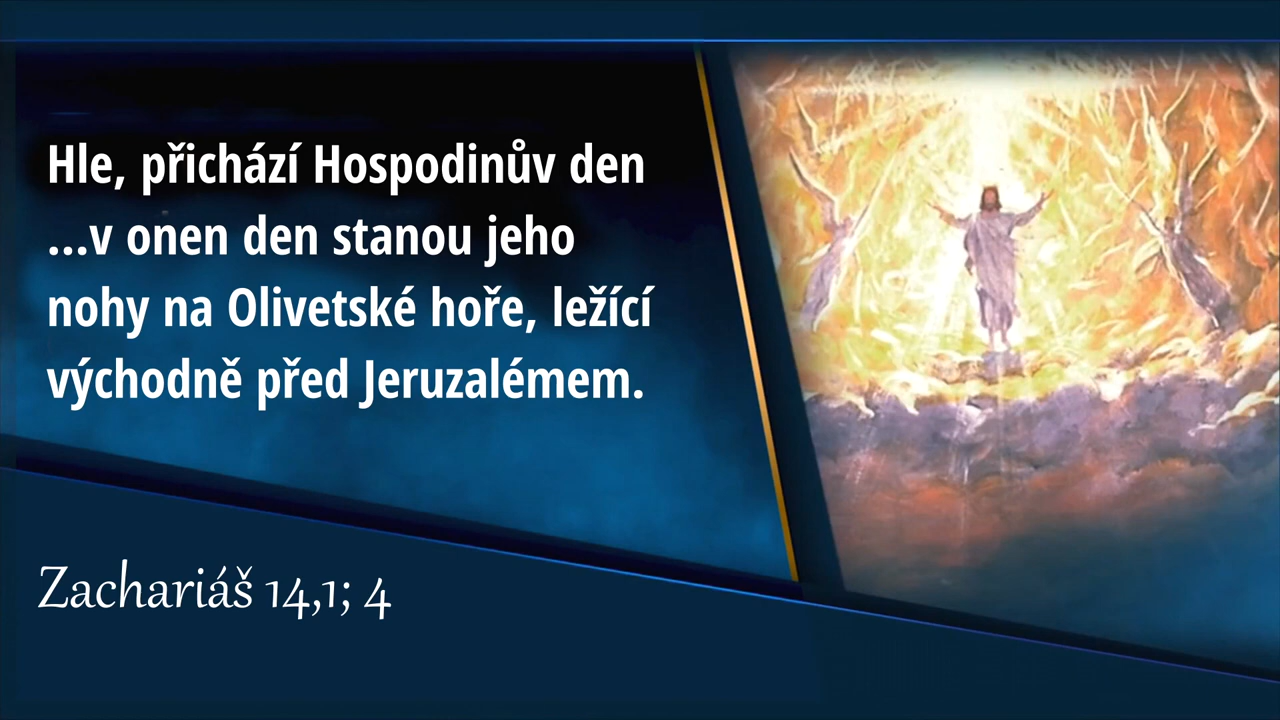 Hle, přichází Hospodinův den
...v onen den stanou jeho
nohy na Olivetské hoře, ležící
východně před Jeruzalémem.
Zachariáš 14,1; 4